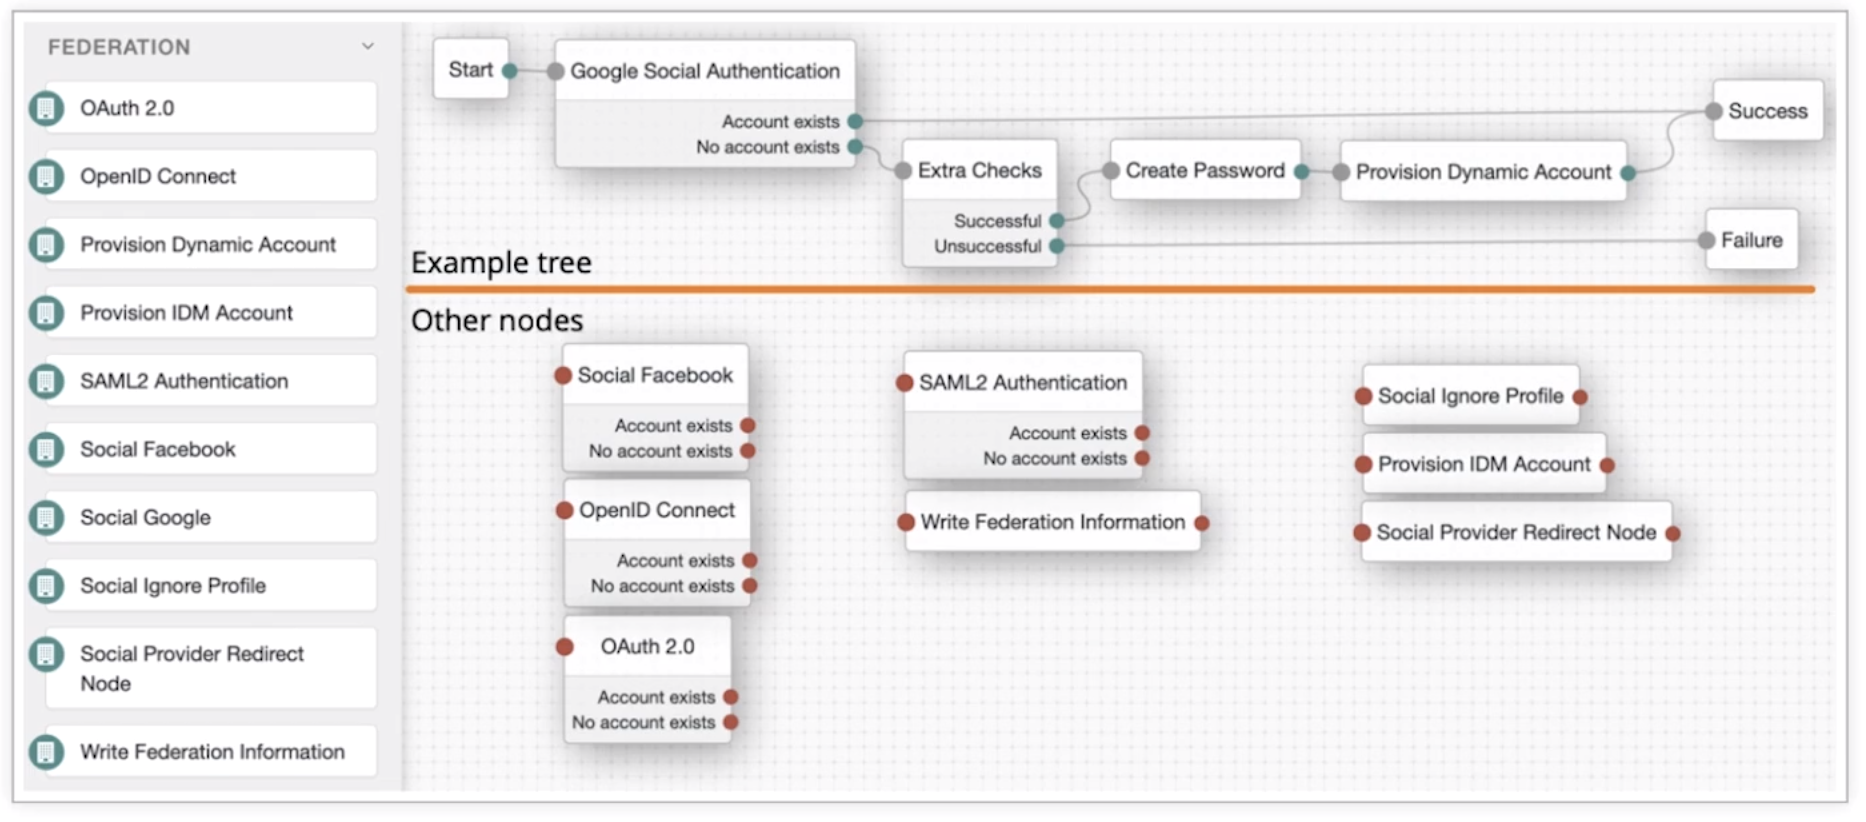 FEDERATION
OAuth 2.0
OpenID Connect
Provision Dynamic Account
Provision IDM Account
SAML2 Authentication
Social Facebook
Social Google
Social Ignore Profile
Social Provider Redirect
Node
Write Federation Information
Start
Google Social Authentication
Account exists
No account exists
Extra Checks
Successful
Unsuccessful
Create Password
Provision Dynamic Account
Success
Failure
Example tree
Other nodes
Social Facebook
Account exists
No account exists
OpenID Connect
Account exists
No account exists
OAuth 2.0
Account exists
No account exists
SAML2 Authentication
Account exists
No account exists
Write Federation Information
Social Ignore Profile
Provision IDM Account
Social Provider Redirect Node